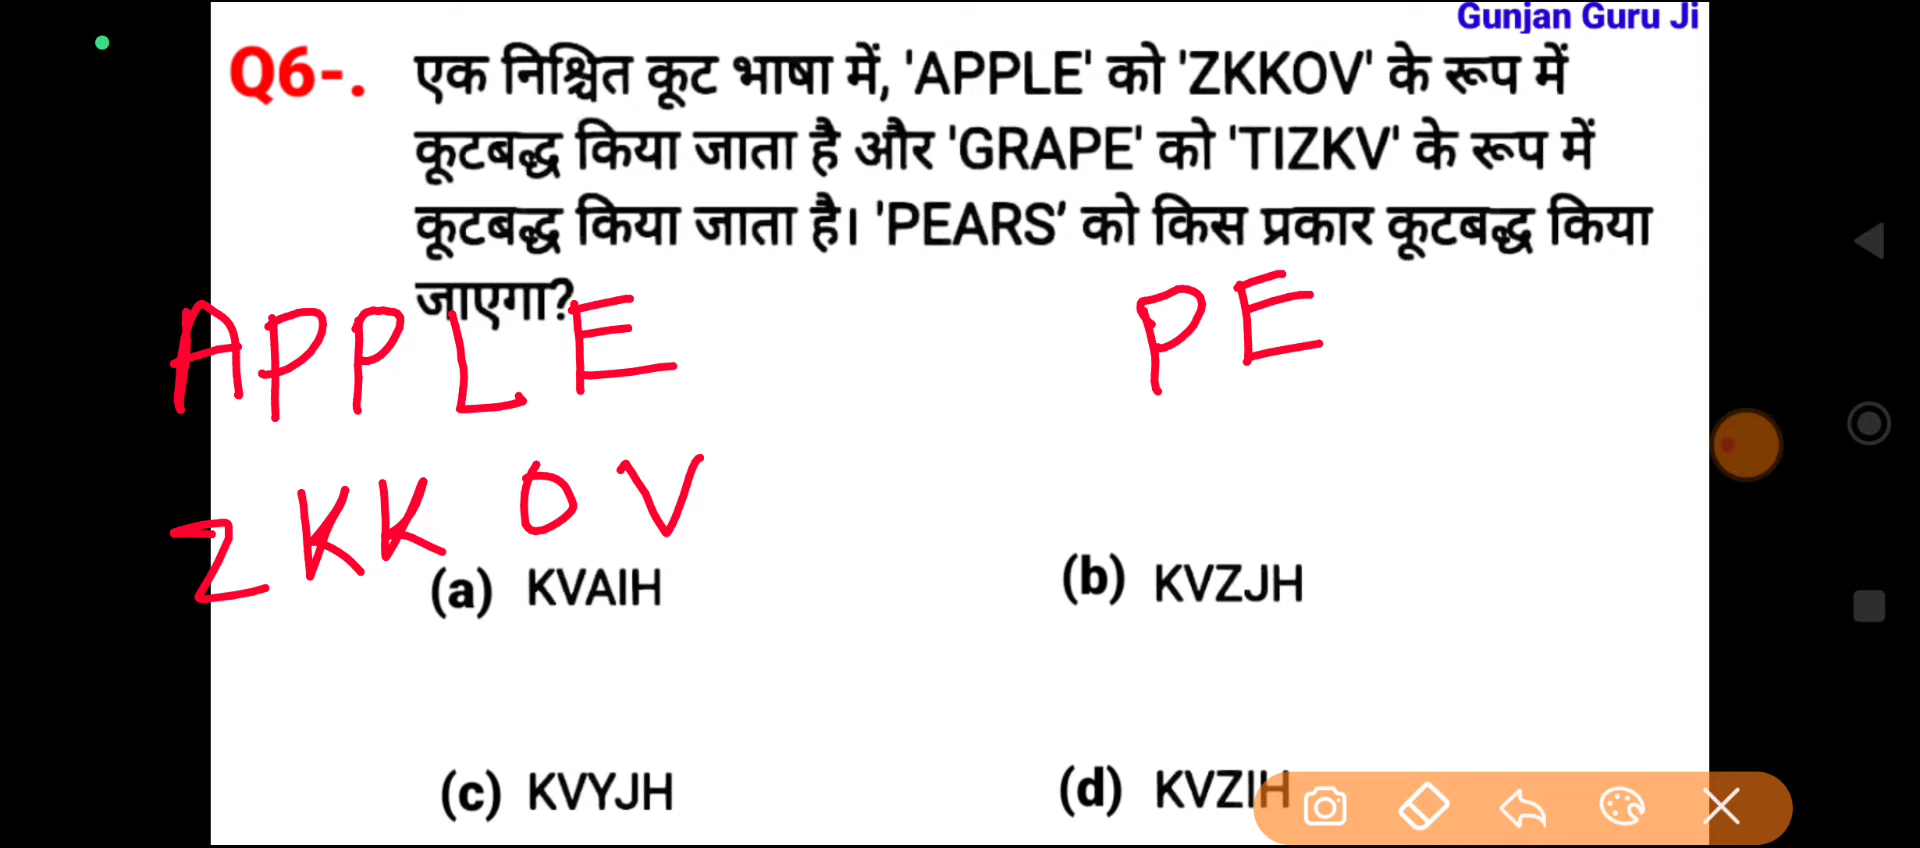 Gunjan Guru Ji
Q6-. एक निश्चित कूट भाषा में, 'APPLE' को 'ZKKOV' के रूप में
कूटबद्ध किया जाता है और 'GRAPE' को 'TIZKV' के रूप में
कूटबद्ध किया जाता है। 'PEARS’ को किस प्रकार कूटबद्ध किया
जाएगा?
APPLE PE
ZKKOV
(a) KVAIH (b) KVZJH
(c) KVYJH (d) KVZIH